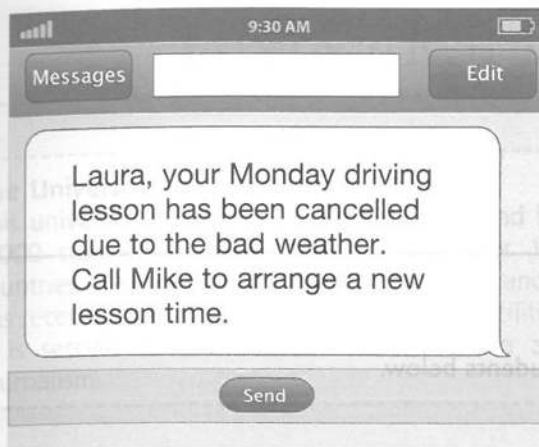 9:30 AM
Messages
Edit
Laura, your Monday driving
lesson has been cancelled
due to the bad weather.
Call Mike to arrange a new
lesson time.
Send